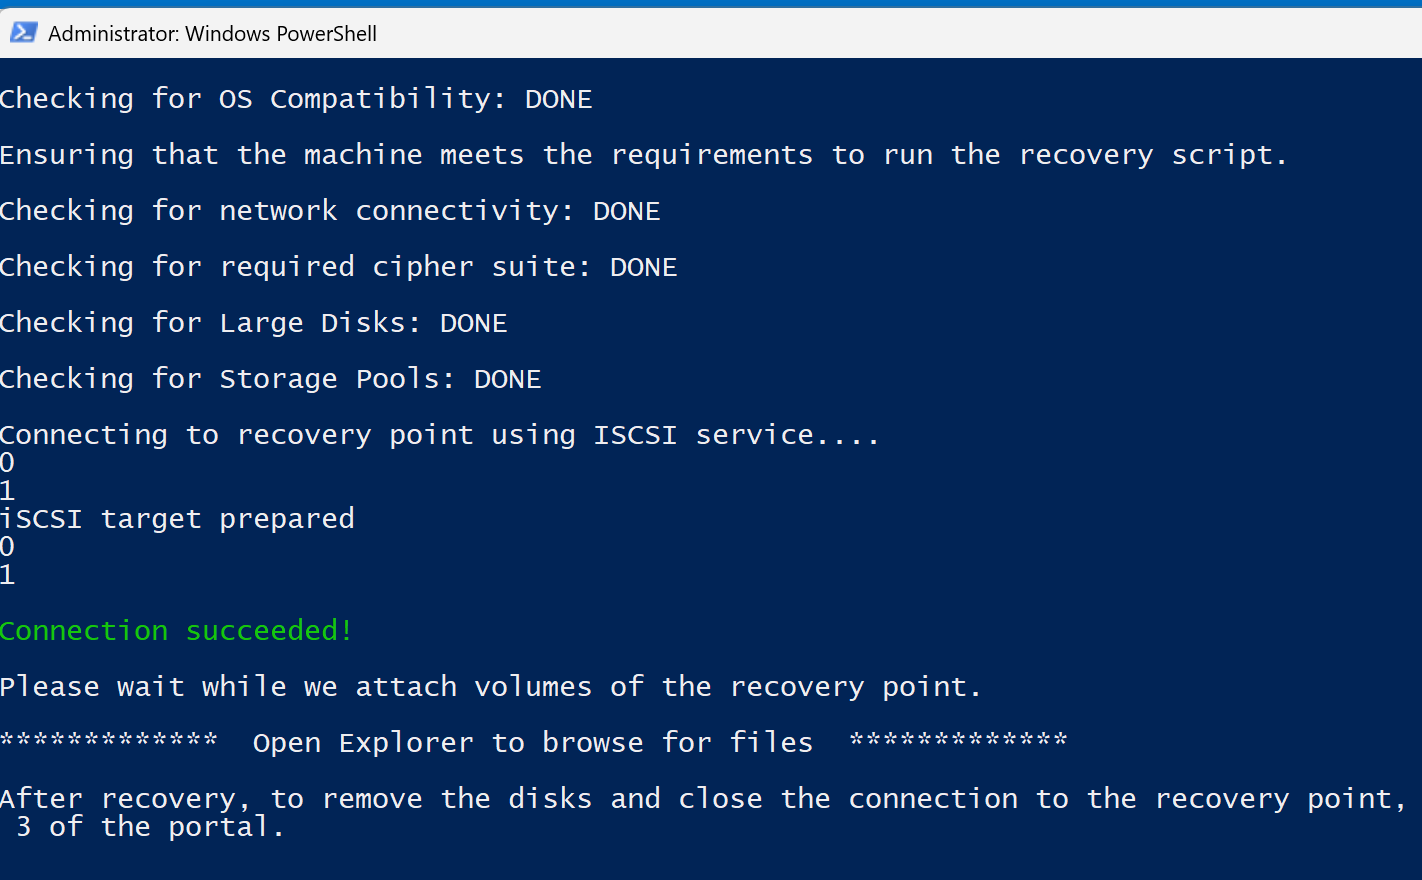 Administrator: Windows PowerShell
Checking for OS Compatibility: DONE
Ensuring that the machine meets the requirements to run the recovery script.
Checking for network connectivity: DONE
Checking for required cipher suite: DONE
Checking for Large Disks: DONE
Checking for Storage Pools: DONE
Connecting to recovery point using ISCSI service....
0
1
iSCSI target prepared
0
1
Connection succeeded!
Please wait while we attach volumes of the recovery point.
*************  Open Explorer to browse for files  *************
After recovery, to remove the disks and close the connection to the recovery point,
3 of the portal.